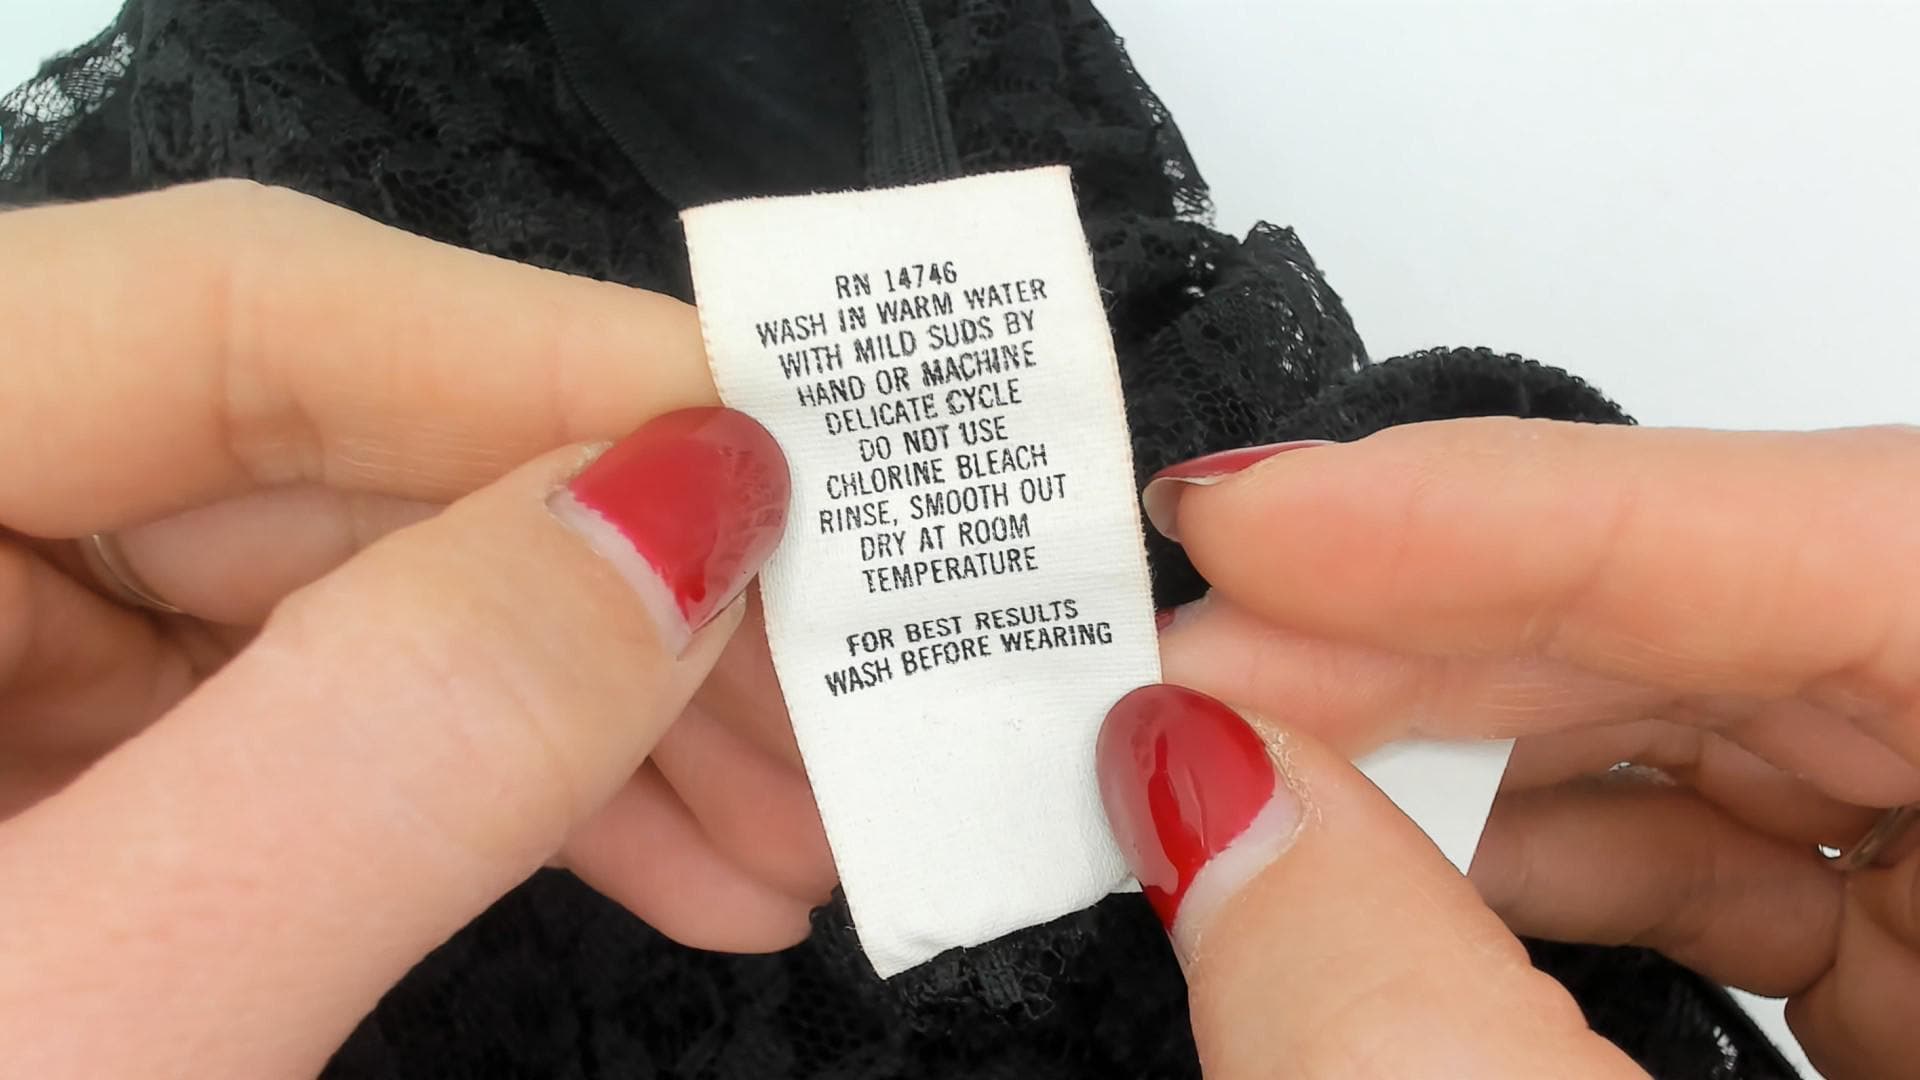 RN 14746
WASH IN WARM WATER
WITH MILD SUDS BY
HAND OR MACHINE
DELICATE CYCLE
DO NOT USE
CHLORINE BLEACH
RINSE, SMOOTH OUT
DRY AT ROOM
TEMPERATURE
FOR BEST RESULTS
WASH BEFORE WEARING